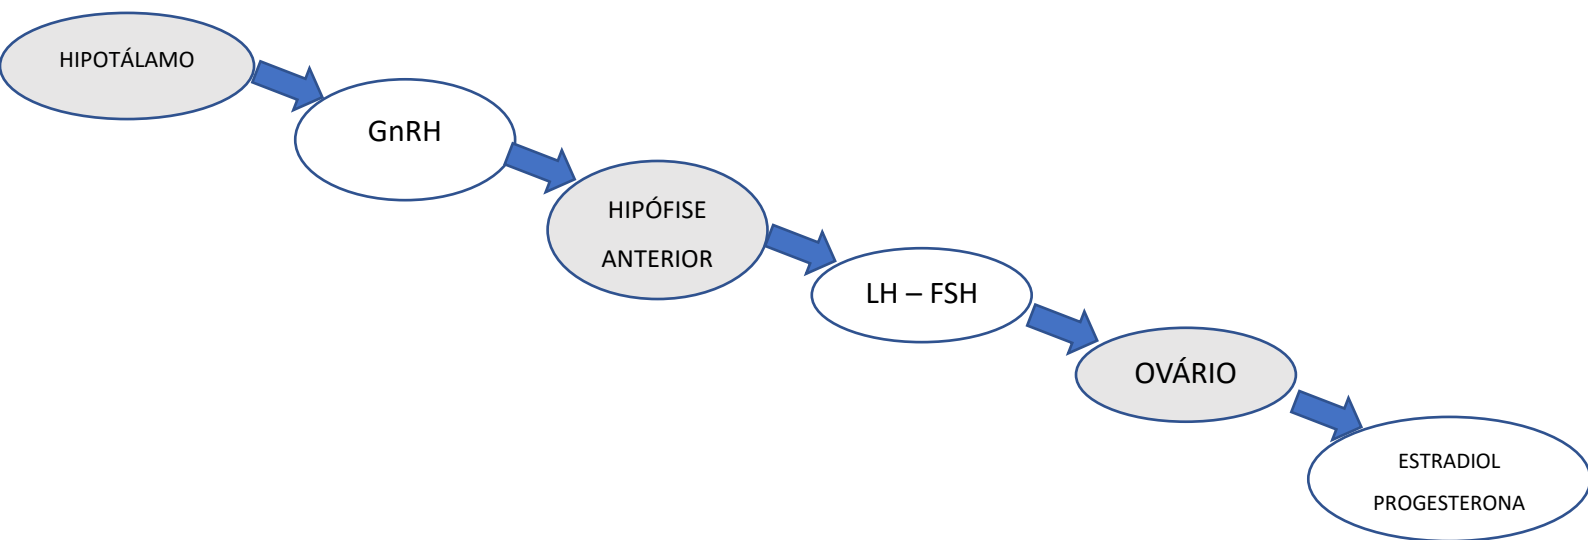 HIPOTÁLAMO
GnRH
HIPÓFISE
ANTERIOR
LH – FSH
OVÁRIO
ESTRADIOL
PROGESTERONA